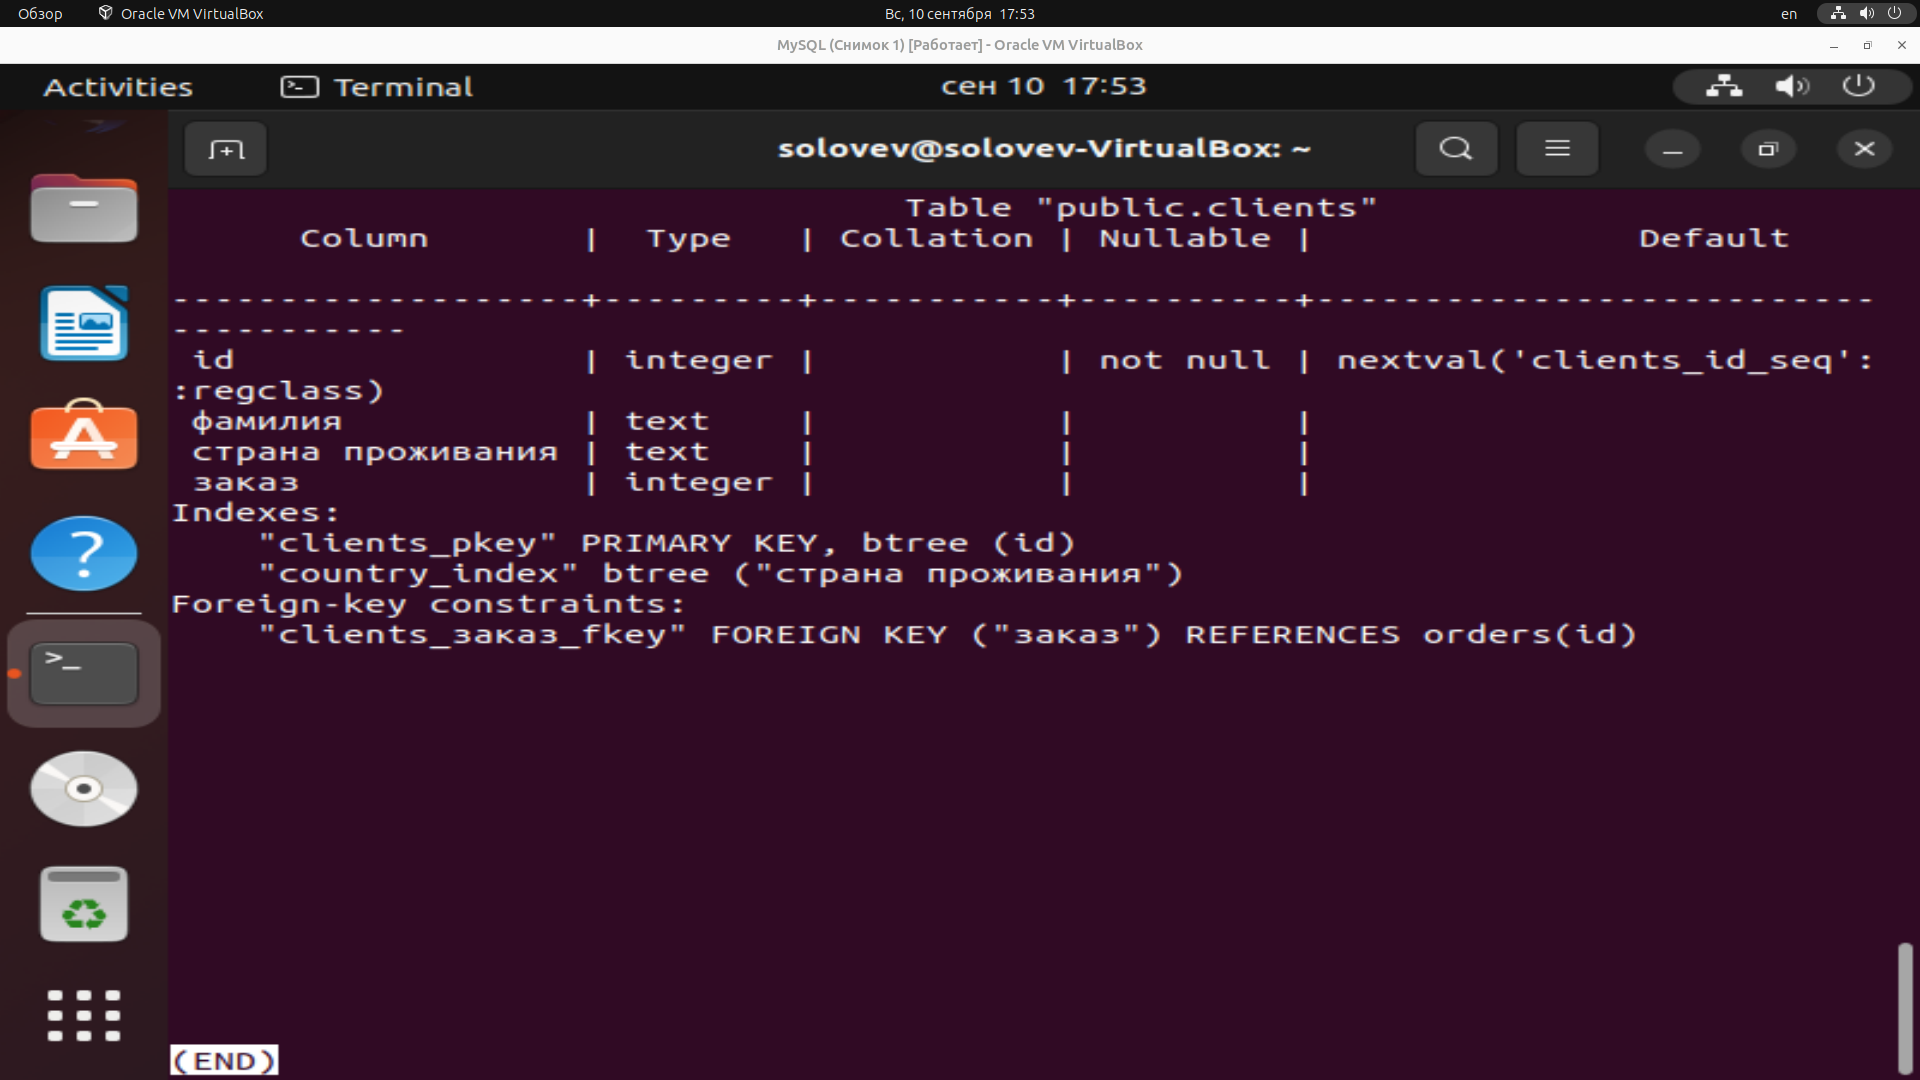 Обзор Oracle VM VirtualBox Вс, 10 сентября 17:53 en
MySQL (Снимок 1) [Работает] - Oracle VM VirtualBox
Activities Terminal сен 10 17:53
solovev@solovev-VirtualBox: ~
Table "public.clients"
Column | Type | Collation | Nullable | Default
-------------------+---------+-----------+----------+--------------------------
-----------
id | integer | | not null | nextval('clients_id_seq':
:regclass)
фамилия | text | | |
страна проживания | text | | |
заказ | integer | | |
Indexes:
"clients_pkey" PRIMARY KEY, btree (id)
"country_index" btree ("страна проживания")
Foreign-key constraints:
"clients_заказ_fkey" FOREIGN KEY ("заказ") REFERENCES orders(id)
(END)